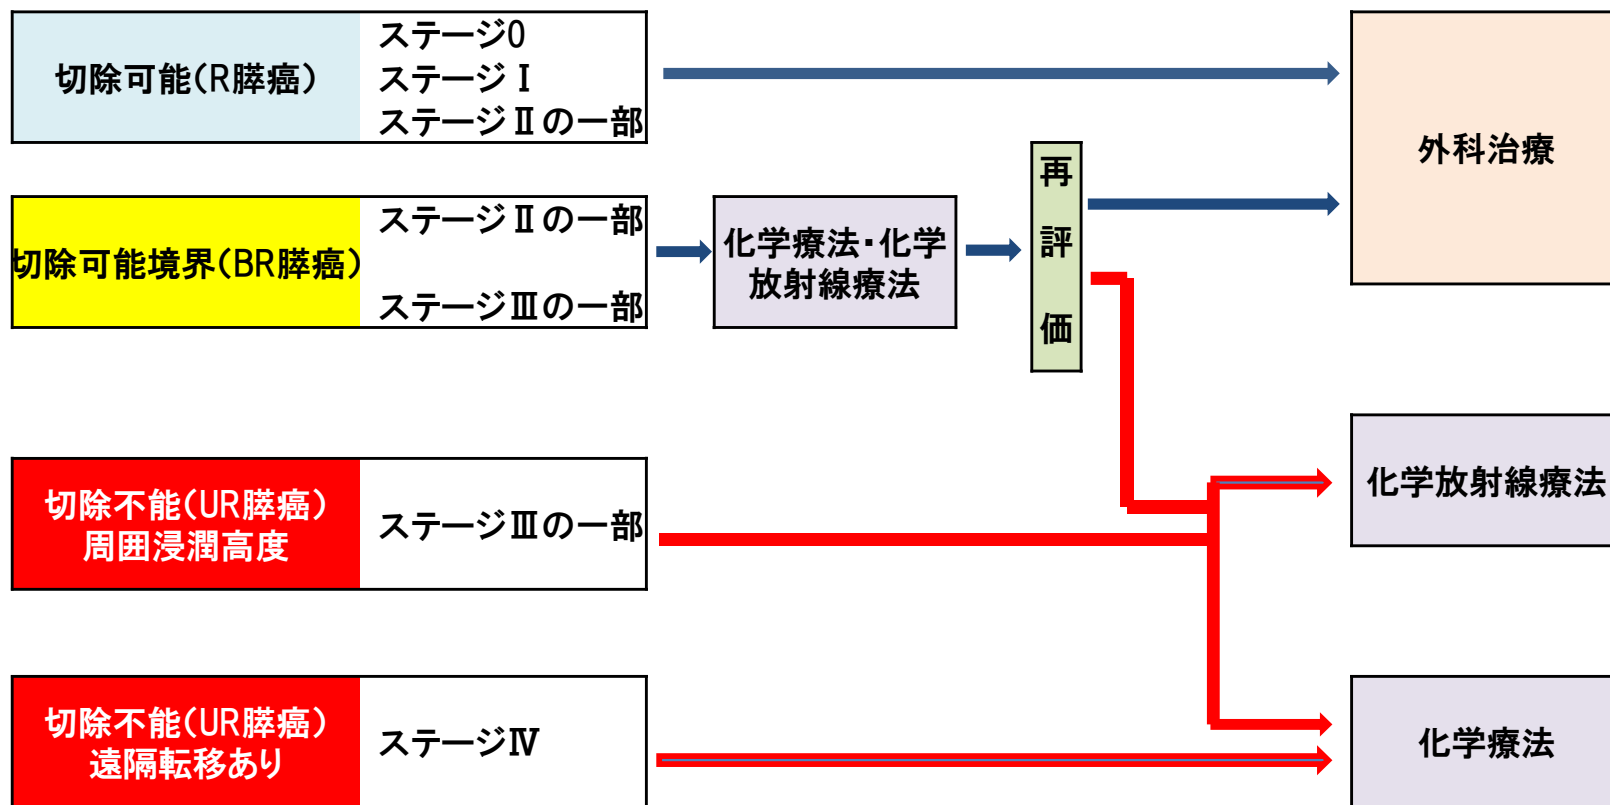 切除可能(R膵癌)
ステージ0
ステージⅠ
ステージⅡの一部
外科治療
切除可能境界(BR膵癌)
ステージⅡの一部
ステージⅢの一部
化学療法・化学
放射線療法
再
評
価
切除不能(UR膵癌)
周囲浸潤高度
ステージⅢの一部
化学放射線療法
切除不能(UR膵癌)
遠隔転移あり
ステージⅣ
化学療法